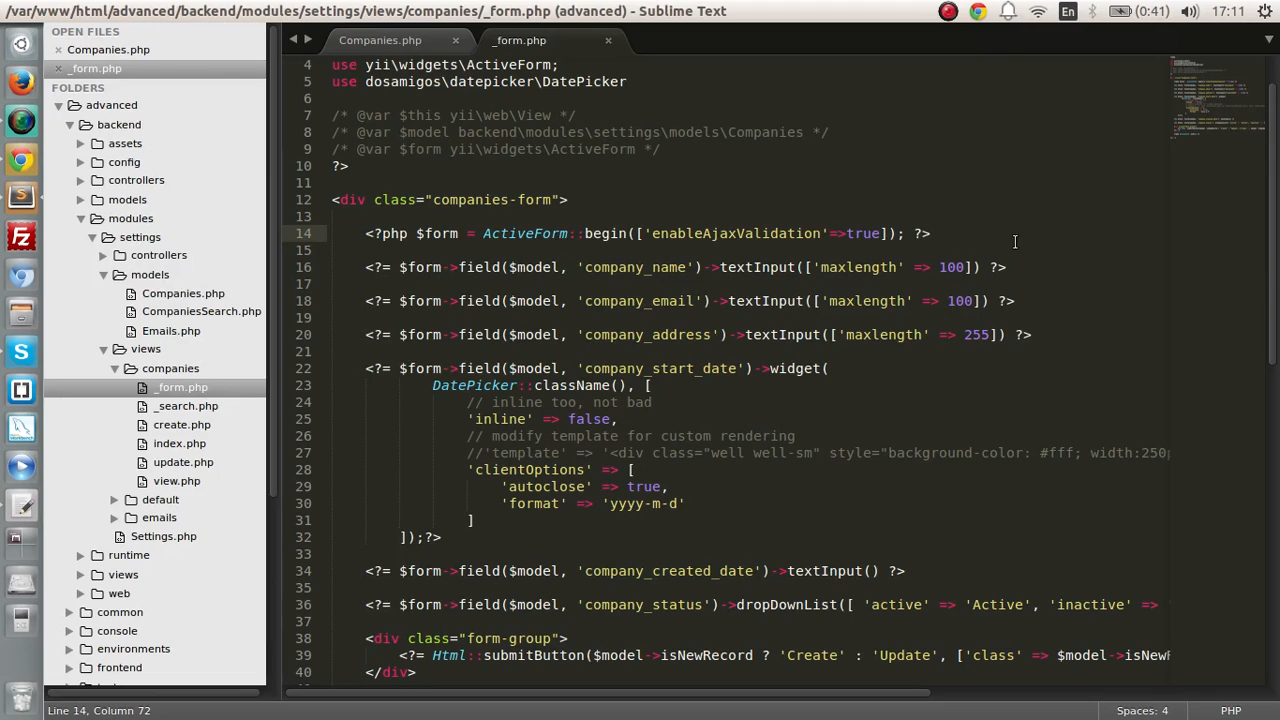 /var/www/html/advanced/backend/modules/settings/views/companies/_form.php (advanced) - Sublime Text
En
(0:41)
17:11
OPEN FILES
Companies.php
_form.php
FOLDERS
advanced
backend
assets
config
controllers
models
modules
settings
controllers
models
Companies.php
CompaniesSearch.php
Emails.php
views
companies
_form.php
_search.php
create.php
index.php
update.php
view.php
default
emails
Settings.php
runtime
views
web
common
console
environments
frontend
Companies.php
_form.php
4 use yii\widgets\ActiveForm;
5 use dosamigos\datepicker\DatePicker
6
7 /* @var $this yii\web\View */
8 /* @var $model backend\modules\settings\models\Companies */
9 /* @var $form yii\widgets\ActiveForm */
10 ?>
11
12 <div class="companies-form">
13
14 <?php $form = ActiveForm::begin(['enableAjaxValidation'=>true]); ?>
15
16 <?= $form->field($model, 'company_name')->textInput(['maxlength' => 100]) ?>
17
18 <?= $form->field($model, 'company_email')->textInput(['maxlength' => 100]) ?>
19
20 <?= $form->field($model, 'company_address')->textInput(['maxlength' => 255]) ?>
21
22 <?= $form->field($model, 'company_start_date')->widget(
23 DatePicker::className(), [
24 // inline too, not bad
25 'inline' => false,
26 // modify template for custom rendering
27 //'template' => '<div class="well well-sm" style="background-color: #fff; width:250p
28 'clientOptions' => [
29 'autoclose' => true,
30 'format' => 'yyyy-m-d'
31 ]
32 ]);?>
33
34 <?= $form->field($model, 'company_created_date')->textInput() ?>
35
36 <?= $form->field($model, 'company_status')->dropDownList([ 'active' => 'Active', 'inactive' =>
37
38 <div class="form-group">
39 <?= Html::submitButton($model->isNewRecord ? 'Create' : 'Update', ['class' => $model->isNewR
40 </div>
Line 14, Column 72
Spaces: 4
PHP